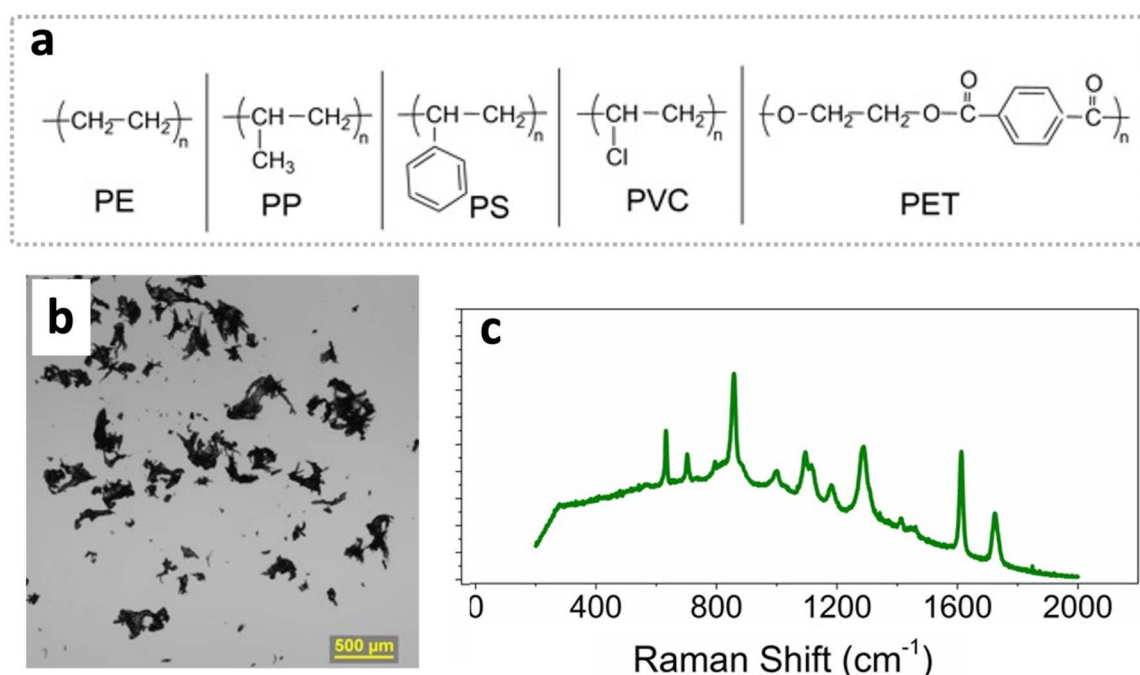 a
–(CH₂–CH₂)ₙ
PE
–(CH–CH₂)ₙ
CH₃
PP
–(CH–CH₂)ₙ
PS
–(CH–CH₂)ₙ
Cl
PVC
–(O–CH₂–CH₂–O–C
O
C)ₙ
O
PET
b
500 µm
c
0 400 800 1200 1600 2000
Raman Shift (cm⁻¹)